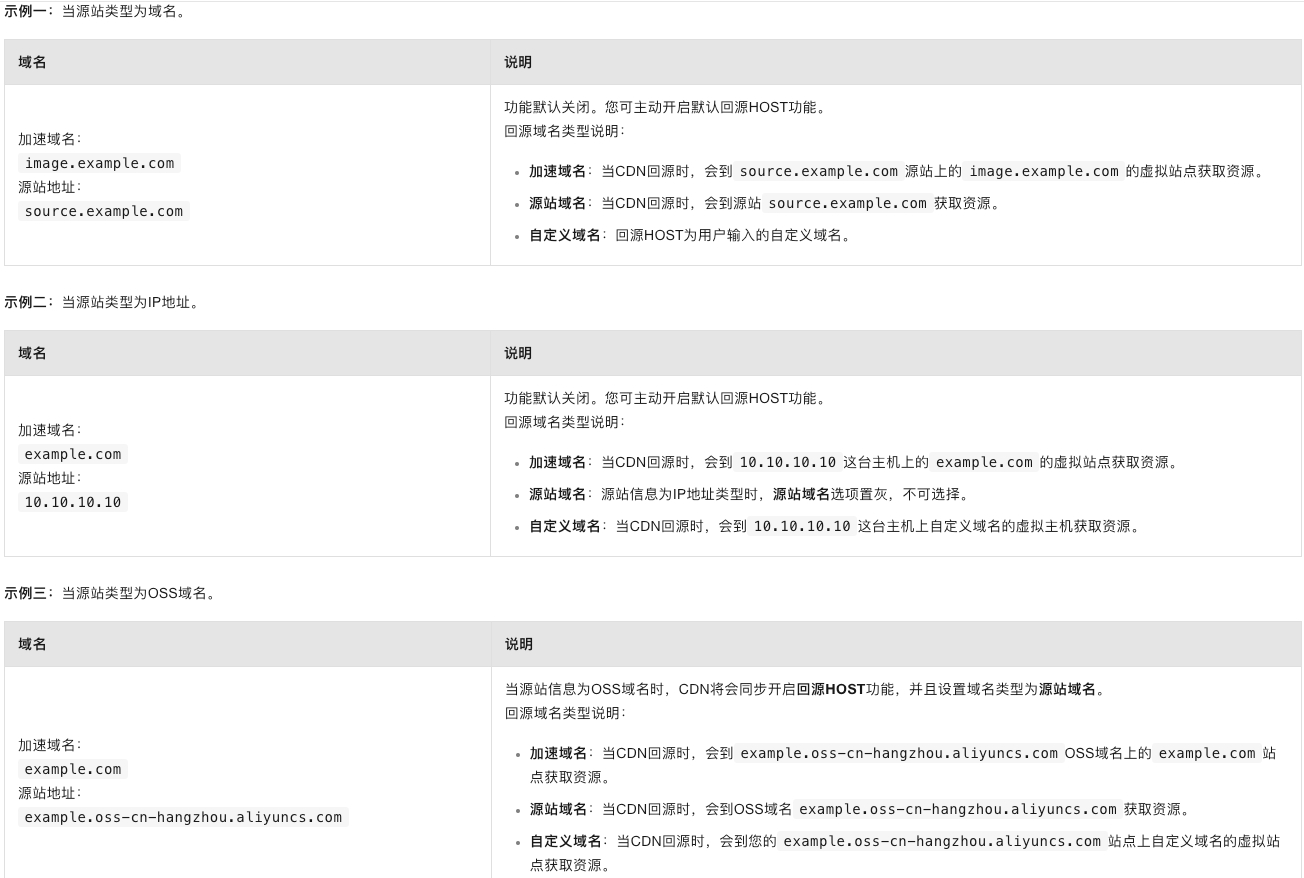 示例一：当源站类型为域名。
域名
说明
加速域名：
image.example.com
源站地址：
source.example.com
功能默认关闭。您可主动开启默认回源HOST功能。
回源域名类型说明：
• 加速域名：当CDN回源时，会到 source.example.com 源站上的 image.example.com 的虚拟站点获取资源。
• 源站域名：当CDN回源时，会到源站 source.example.com 获取资源。
• 自定义域名：回源HOST为用户输入的自定义域名。
示例二：当源站类型为IP地址。
域名
说明
加速域名：
example.com
源站地址：
10.10.10.10
功能默认关闭。您可主动开启默认回源HOST功能。
回源域名类型说明：
• 加速域名：当CDN回源时，会到 10.10.10.10 这台主机上的 example.com 的虚拟站点获取资源。
• 源站域名：源站信息为IP地址类型时，源站域名选项置灰，不可选择。
• 自定义域名：当CDN回源时，会到 10.10.10.10 这台主机上自定义域名的虚拟主机获取资源。
示例三：当源站类型为OSS域名。
域名
说明
加速域名：
example.com
源站地址：
example.oss-cn-hangzhou.aliyuncs.com
当源站信息为OSS域名时，CDN将会同步开启回源HOST功能，并且设置域名类型为源站域名。
回源域名类型说明：
• 加速域名：当CDN回源时，会到 example.oss-cn-hangzhou.aliyuncs.com OSS域名上的 example.com 站
点获取资源。
• 源站域名：当CDN回源时，会到OSS域名 example.oss-cn-hangzhou.aliyuncs.com 获取资源。
• 自定义域名：当CDN回源时，会到您的 example.oss-cn-hangzhou.aliyuncs.com 站点上自定义域名的虚拟站
点获取资源。